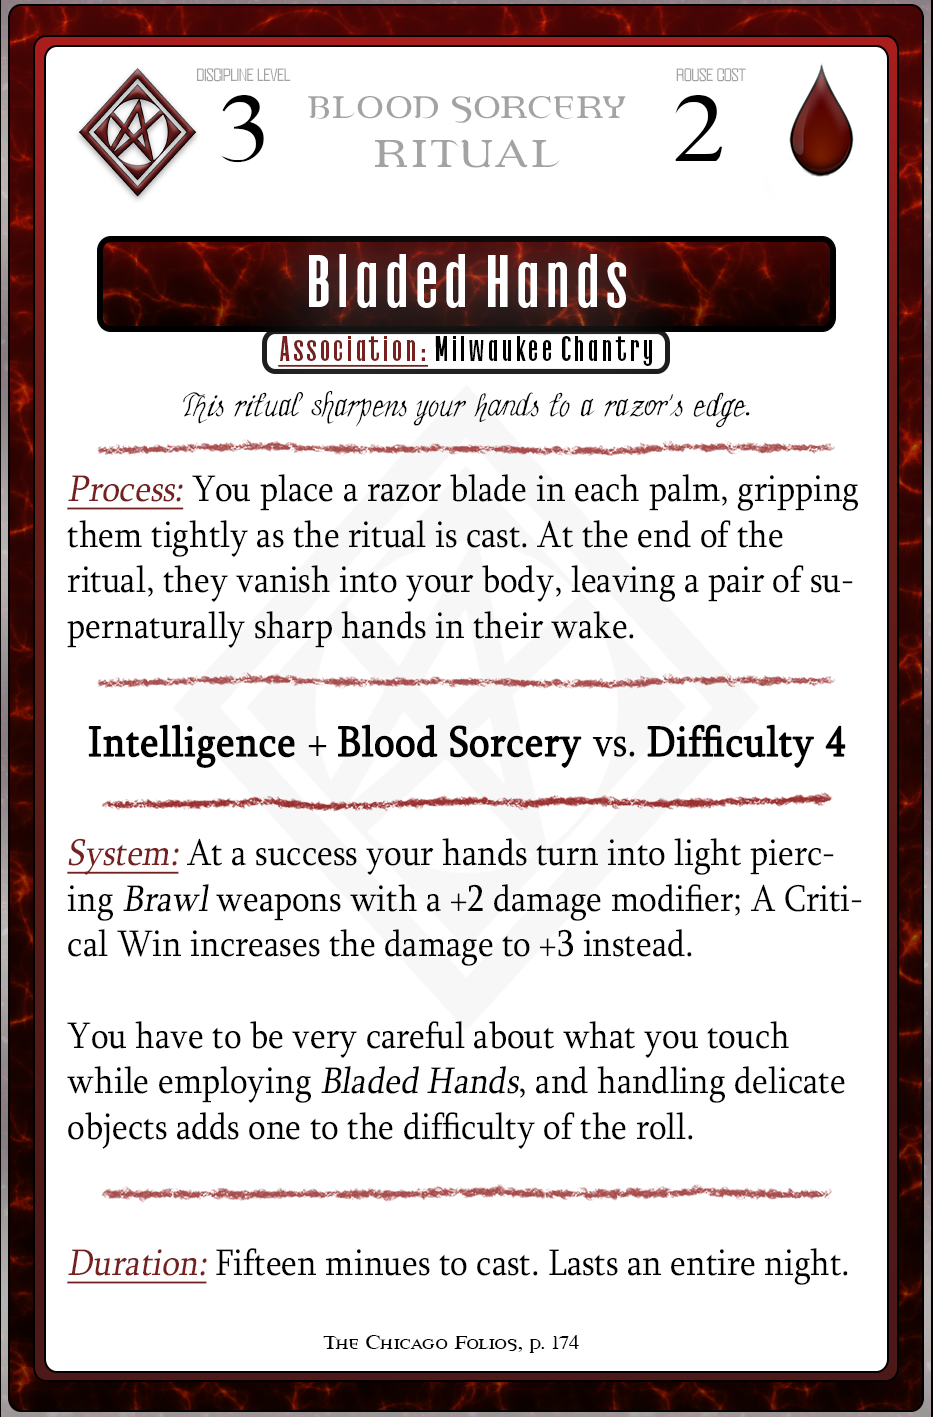 DISCIPLINE LEVEL
3
BLOOD SORCERY
RITUAL
ROUSE COST
2
Bladed Hands
Association: Milwaukee Chantry
This ritual sharpens your hands to a razor's edge.
Process: You place a razor blade in each palm, gripping
them tightly as the ritual is cast. At the end of the
ritual, they vanish into your body, leaving a pair of su-
pernaturally sharp hands in their wake.
Intelligence + Blood Sorcery vs. Difficulty 4
System: At a success your hands turn into light pierc-
ing Brawl weapons with a +2 damage modifier; A Criti-
cal Win increases the damage to +3 instead.
You have to be very careful about what you touch
while employing Bladed Hands, and handling delicate
objects adds one to the difficulty of the roll.
Duration: Fifteen minues to cast. Lasts an entire night.
The Chicago Folios, p. 174